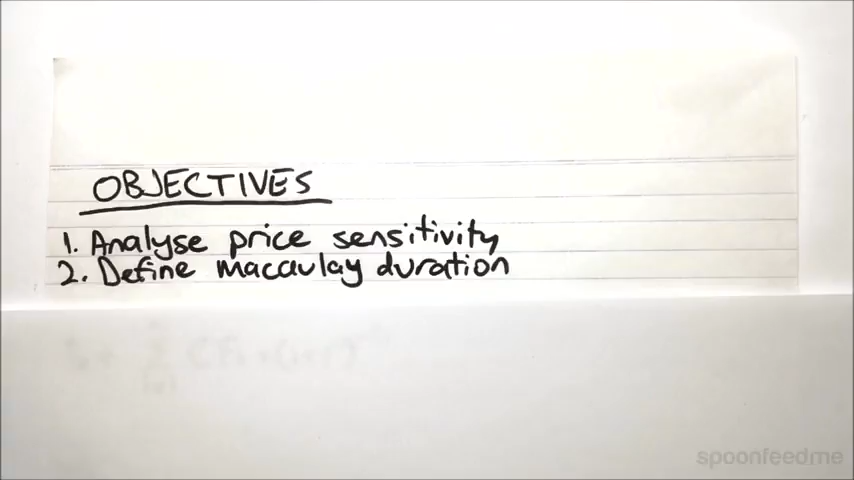 OBJECTIVES
1. Analyse price sensitivity
2. Define macaulay duration
spoonfeedme